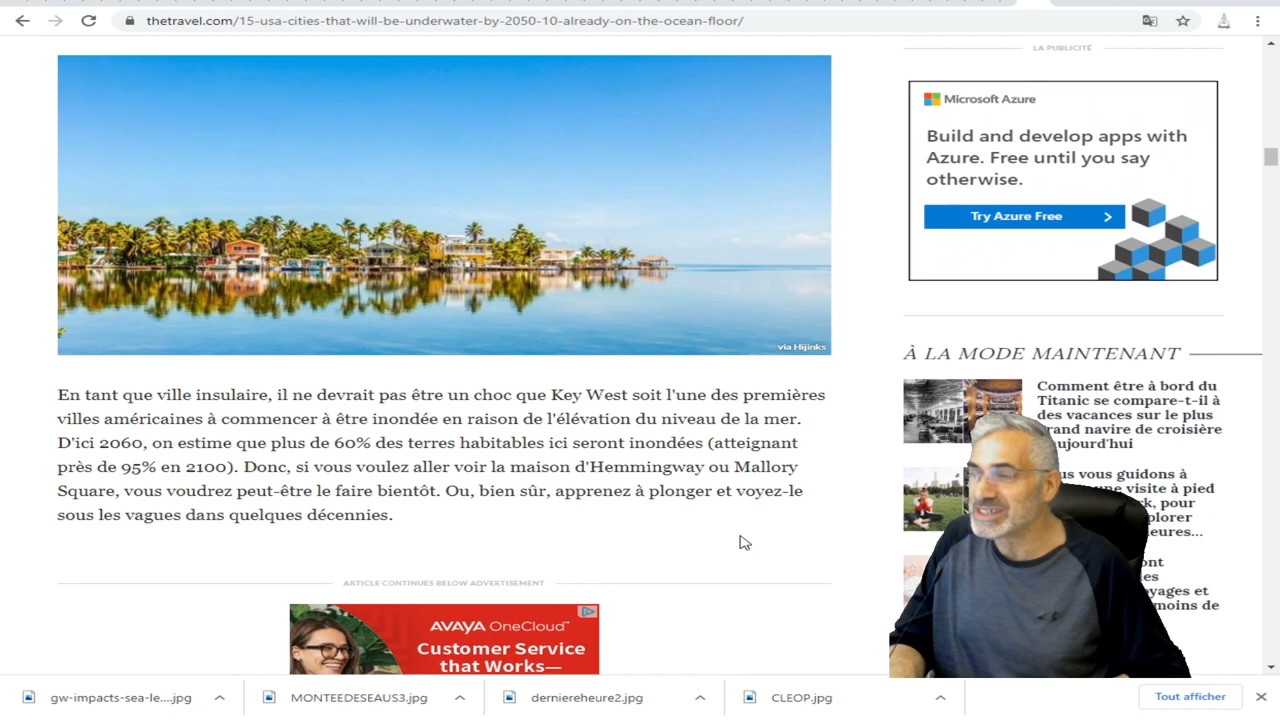 thetravel.com/15-usa-cities-that-will-be-underwater-by-2050-10-already-on-the-ocean-floor/
via Hijinks
En tant que ville insulaire, il ne devrait pas être un choc que Key West soit l'une des premières
villes américaines à commencer à être inondée en raison de l'élévation du niveau de la mer.
D'ici 2060, on estime que plus de 60% des terres habitables ici seront inondées (atteignant
près de 95% en 2100). Donc, si vous voulez aller voir la maison d'Hemmingway ou Mallory
Square, vous voudrez peut-être le faire bientôt. Ou, bien sûr, apprenez à plonger et voyez-le
sous les vagues dans quelques décennies.
ARTICLE CONTINUES BELOW ADVERTISEMENT
AVAYA OneCloud™
Customer Service
that Works—
LA PUBLICITÉ
Microsoft Azure
Build and develop apps with
Azure. Free until you say
otherwise.
Try Azure Free
À LA MODE MAINTENANT
Comment être à bord du
Titanic se compare-t-il à
des vacances sur le plus
grand navire de croisière
aujourd'hui
vous guidons à
visite à pied
pour
gw-impacts-sea-le....jpg
MONTEEDESEAUS3.jpg
derniereheure2.jpg
CLEOP.jpg
Tout afficher